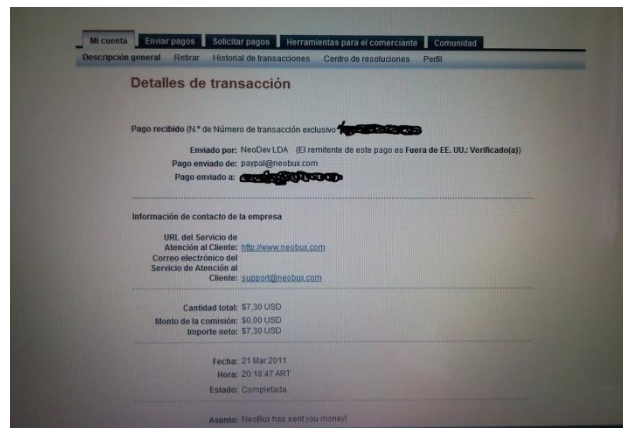 Mi cuenta Enviar pagos Solicitar pagos Herramientas para el comerciante Comunidad
Descripción general Retirar Historial de transacciones Centro de resoluciones Perfil
Detalles de transacción
Pago recibido (N.º de Número de transacción exclusivo
Enviado por: NeoDev LDA (El remitente de este pago es Fuera de EE. UU.: Verificado(a))
Pago enviado de: paypal@neobux.com
Pago enviado a:
Información de contacto de la empresa
URL del Servicio de
Atención al Cliente: http://www.neobux.com
Correo electrónico del
Servicio de Atención al
Cliente: support@neobux.com
Cantidad total: $7,30 USD
Monto de la comisión: $0,00 USD
Importe neto: $7,30 USD
Fecha: 21 Mar 2011
Hora: 20:18:47 ART
Estado: Completada
Asunto: NeoBux has sent you money!